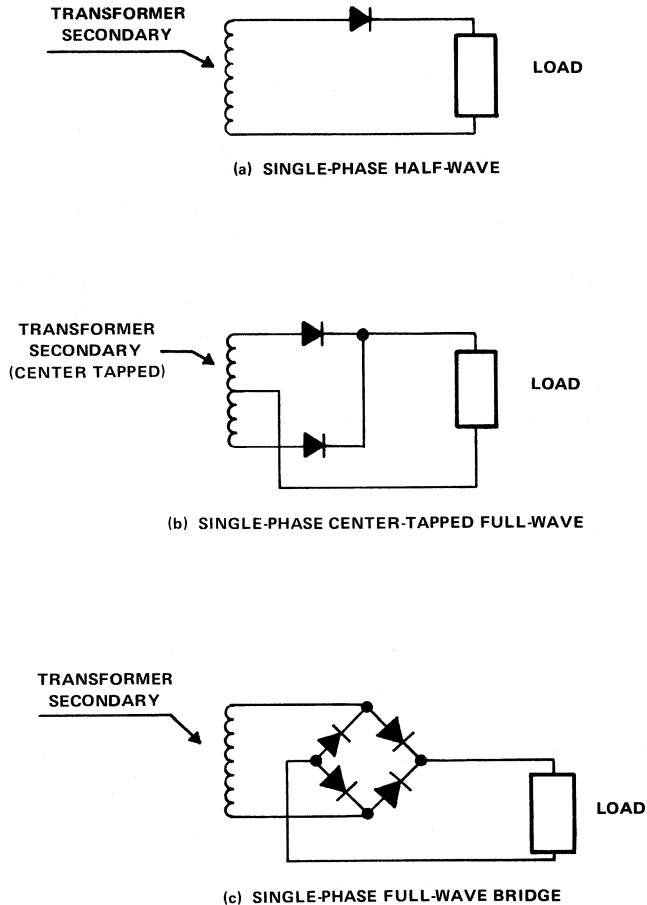 TRANSFORMER
SECONDARY
LOAD
(a) SINGLE-PHASE HALF-WAVE
TRANSFORMER
SECONDARY
(CENTER TAPPED)
LOAD
(b) SINGLE-PHASE CENTER-TAPPED FULL-WAVE
TRANSFORMER
SECONDARY
LOAD
(c) SINGLE-PHASE FULL-WAVE BRIDGE